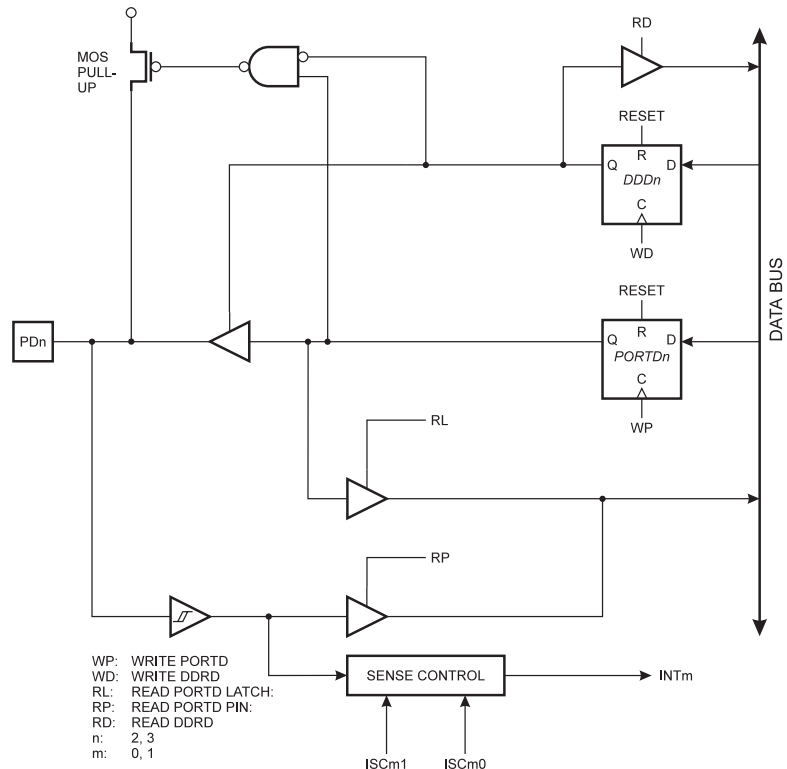 RD
MOS
PULL-
UP
RESET
R
Q
D
DDDn
C
WD
DATA BUS
RESET
R
PDn
Q
D
PORTDn
C
WP
RL
RP
WP: WRITE PORTD
WD: WRITE DDRD
RL: READ PORTD LATCH:
RP: READ PORTD PIN:
RD: READ DDRD
n: 2, 3
m: 0, 1
SENSE CONTROL
INTm
ISCm1
ISCm0